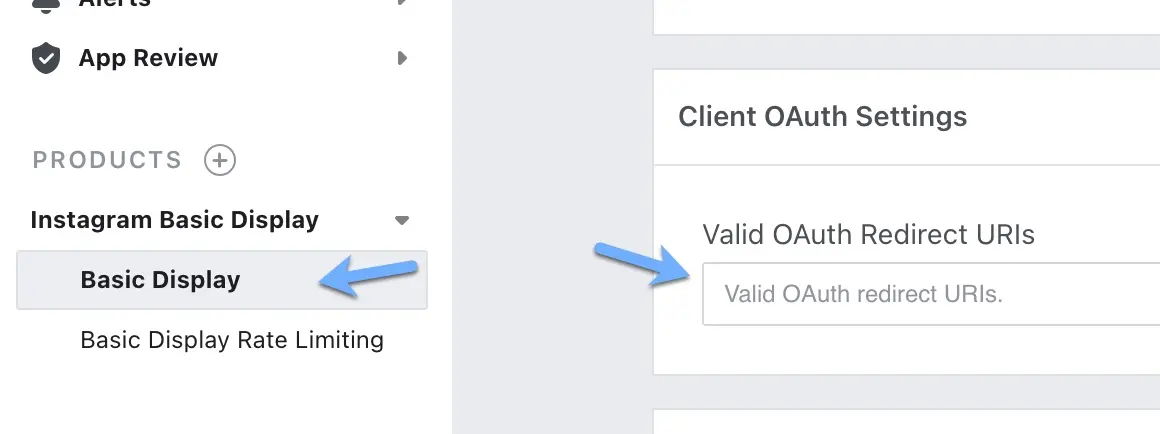 Alerts
App Review
PRODUCTS
Instagram Basic Display
Basic Display
Basic Display Rate Limiting
Client OAuth Settings
Valid OAuth Redirect URIs
Valid OAuth redirect URIs.